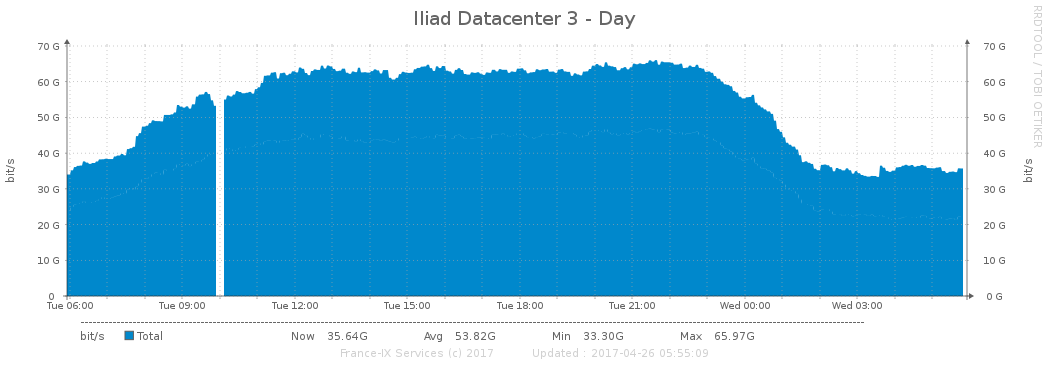 Iliad Datacenter 3 - Day
RRDTOOL / TOBI OETIKER
70 G 70 G
60 G 60 G
50 G 50 G
40 G 40 G
30 G 30 G
20 G 20 G
10 G 10 G
0 0 G
bit/s bit/s
Tue 06:00 Tue 09:00 Tue 12:00 Tue 15:00 Tue 18:00 Tue 21:00 Wed 00:00 Wed 03:00
bit/s Total Now 35.64G Avg 53.82G Min 33.30G Max 65.97G
France-IX Services (c) 2017 Updated : 2017-04-26 05:55:09